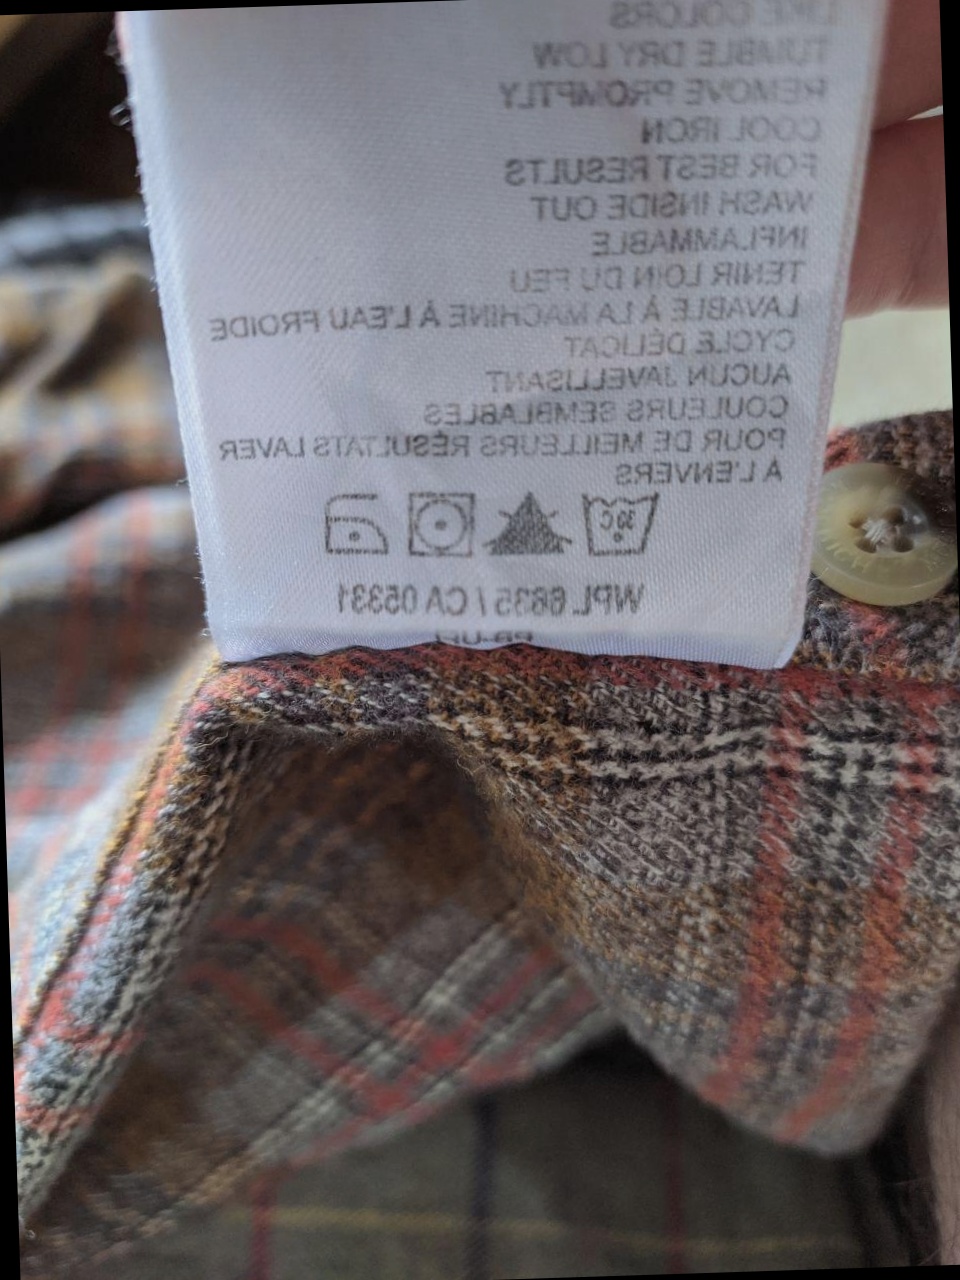 LIKE COLORS
TUMBLE DRY LOW
REMOVE PROMPTLY
COOL IRON
FOR BEST RESULTS
WASH INSIDE OUT
INFLAMMABLE
TENIR LOIN DU FEU
LAVABLE À LA MACHINE À L'EAU FROIDE
CYCLE DÉLICAT
AUCUN JAVELLISANT
COULEURS SEMBLABLES
POUR DE MEILLEURS RÉSULTATS LAVER
À L'ENVERS
30C
WPL 6635 / CA 05331